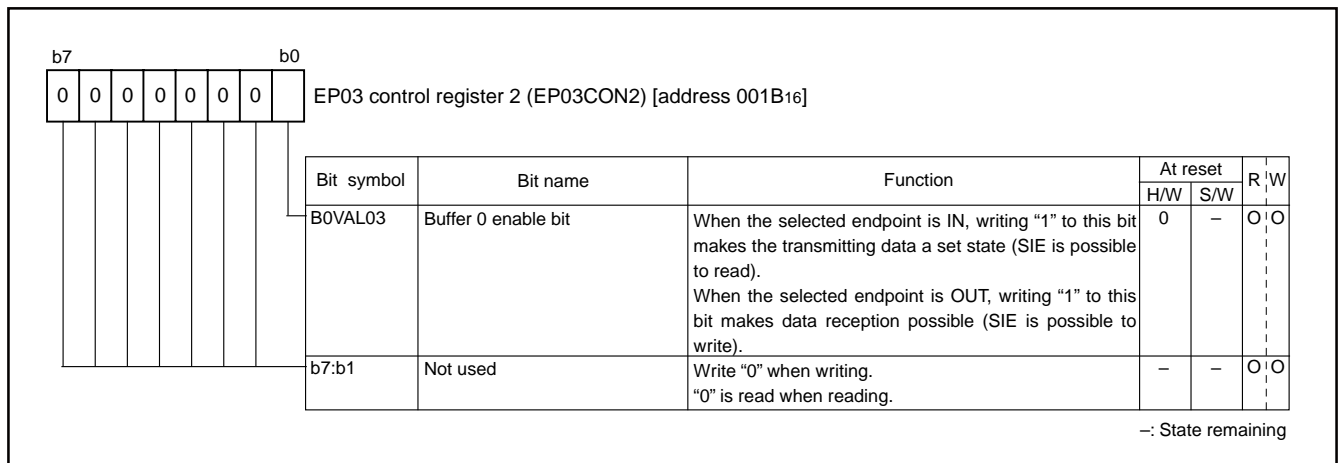 b7 b0
0 0 0 0 0 0 0 EP03 control register 2 (EP03CON2) [address 001B16]
Bit symbol Bit name Function At reset R W
H/W S/W
B0VAL03 Buffer 0 enable bit When the selected endpoint is IN, writing “1” to this bit 0 – O O
makes the transmitting data a set state (SIE is possible
to read).
When the selected endpoint is OUT, writing “1” to this
bit makes data reception possible (SIE is possible to
write).
b7:b1 Not used Write “0” when writing. – – O O
“0” is read when reading.
–: State remaining